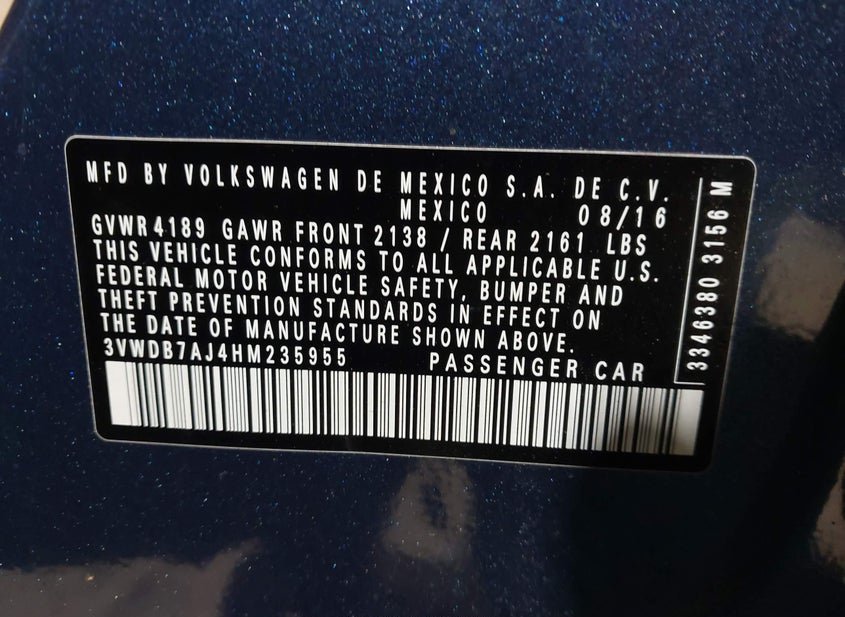 MFD BY VOLKSWAGEN DE MEXICO S.A. DE C.V.
MEXICO 08/16
GVWR 4189 GAWR FRONT 2138 / REAR 2161 LBS
THIS VEHICLE CONFORMS TO ALL APPLICABLE U.S.
FEDERAL MOTOR VEHICLE SAFETY, BUMPER AND
THEFT PREVENTION STANDARDS IN EFFECT ON
THE DATE OF MANUFACTURE SHOWN ABOVE.
3VWDB7AJ4HM235955 PASSENGER CAR
3346380 3156 M